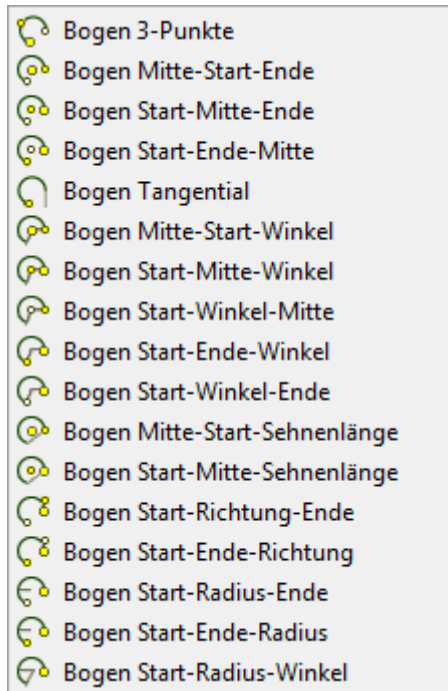 Bogen 3-Punkte
Bogen Mitte-Start-Ende
Bogen Start-Mitte-Ende
Bogen Start-Ende-Mitte
Bogen Tangential
Bogen Mitte-Start-Winkel
Bogen Start-Mitte-Winkel
Bogen Start-Winkel-Mitte
Bogen Start-Ende-Winkel
Bogen Start-Winkel-Ende
Bogen Mitte-Start-Sehnenlänge
Bogen Start-Mitte-Sehnenlänge
Bogen Start-Richtung-Ende
Bogen Start-Ende-Richtung
Bogen Start-Radius-Ende
Bogen Start-Ende-Radius
Bogen Start-Radius-Winkel